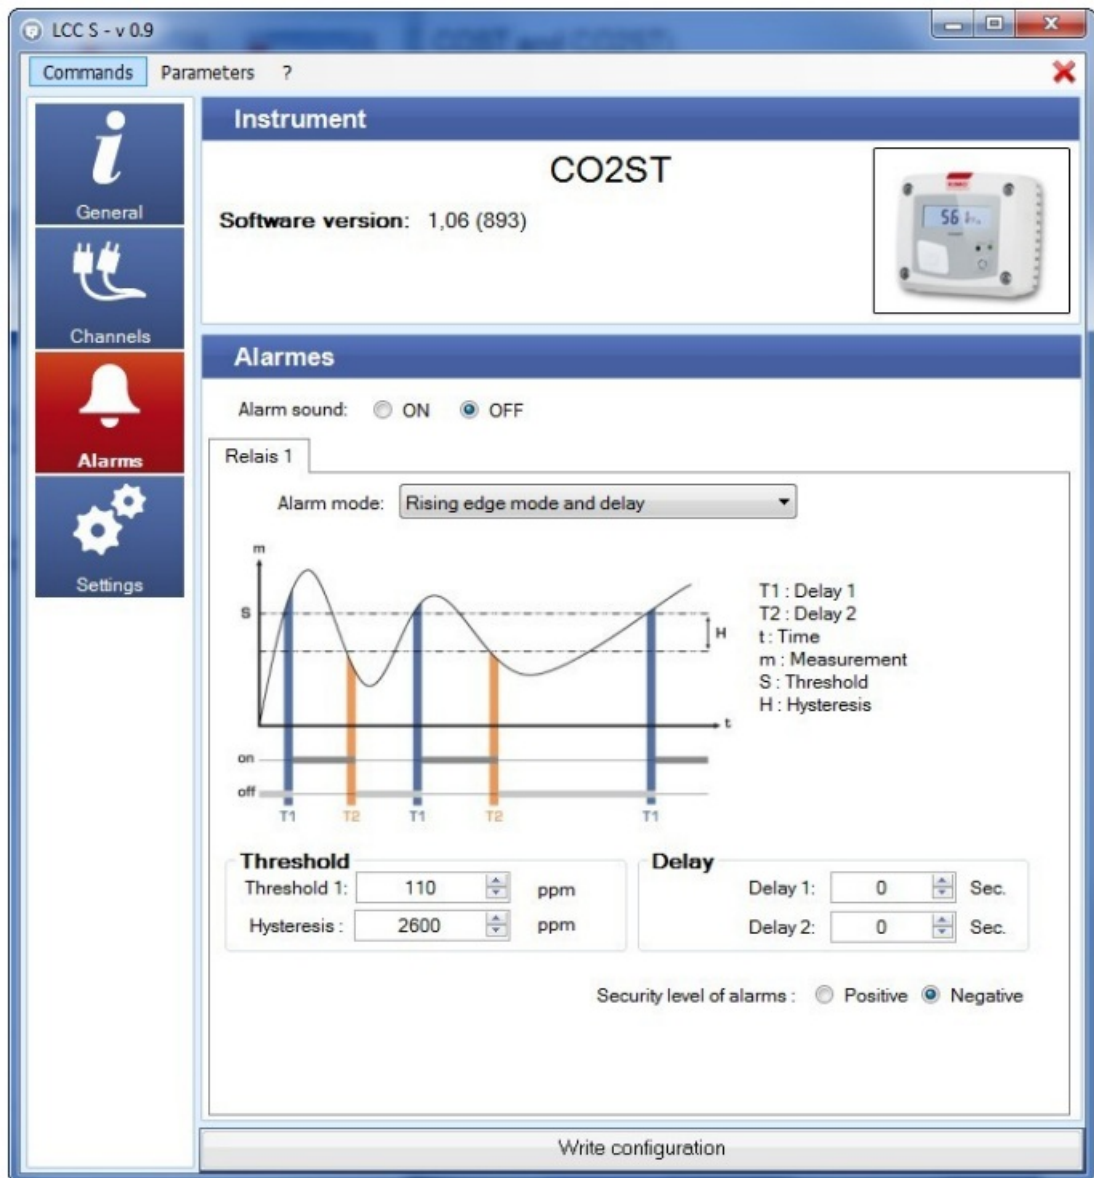 LCC S - v 0.9
Commands Parameters ?
General
Channels
Alarms
Settings
Instrument
CO2ST
Software version: 1,06 (893)
Alarmes
Alarm sound: ON OFF
Relais 1
Alarm mode: Rising edge mode and delay
m
S
H
t
on
off
T1 T2 T1 T2 T1
T1 : Delay 1
T2 : Delay 2
t : Time
m : Measurement
S : Threshold
H : Hysteresis
Threshold
Threshold 1: 110 ppm
Hysteresis : 2600 ppm
Delay
Delay 1: 0 Sec.
Delay 2: 0 Sec.
Security level of alarms : Positive Negative
Write configuration